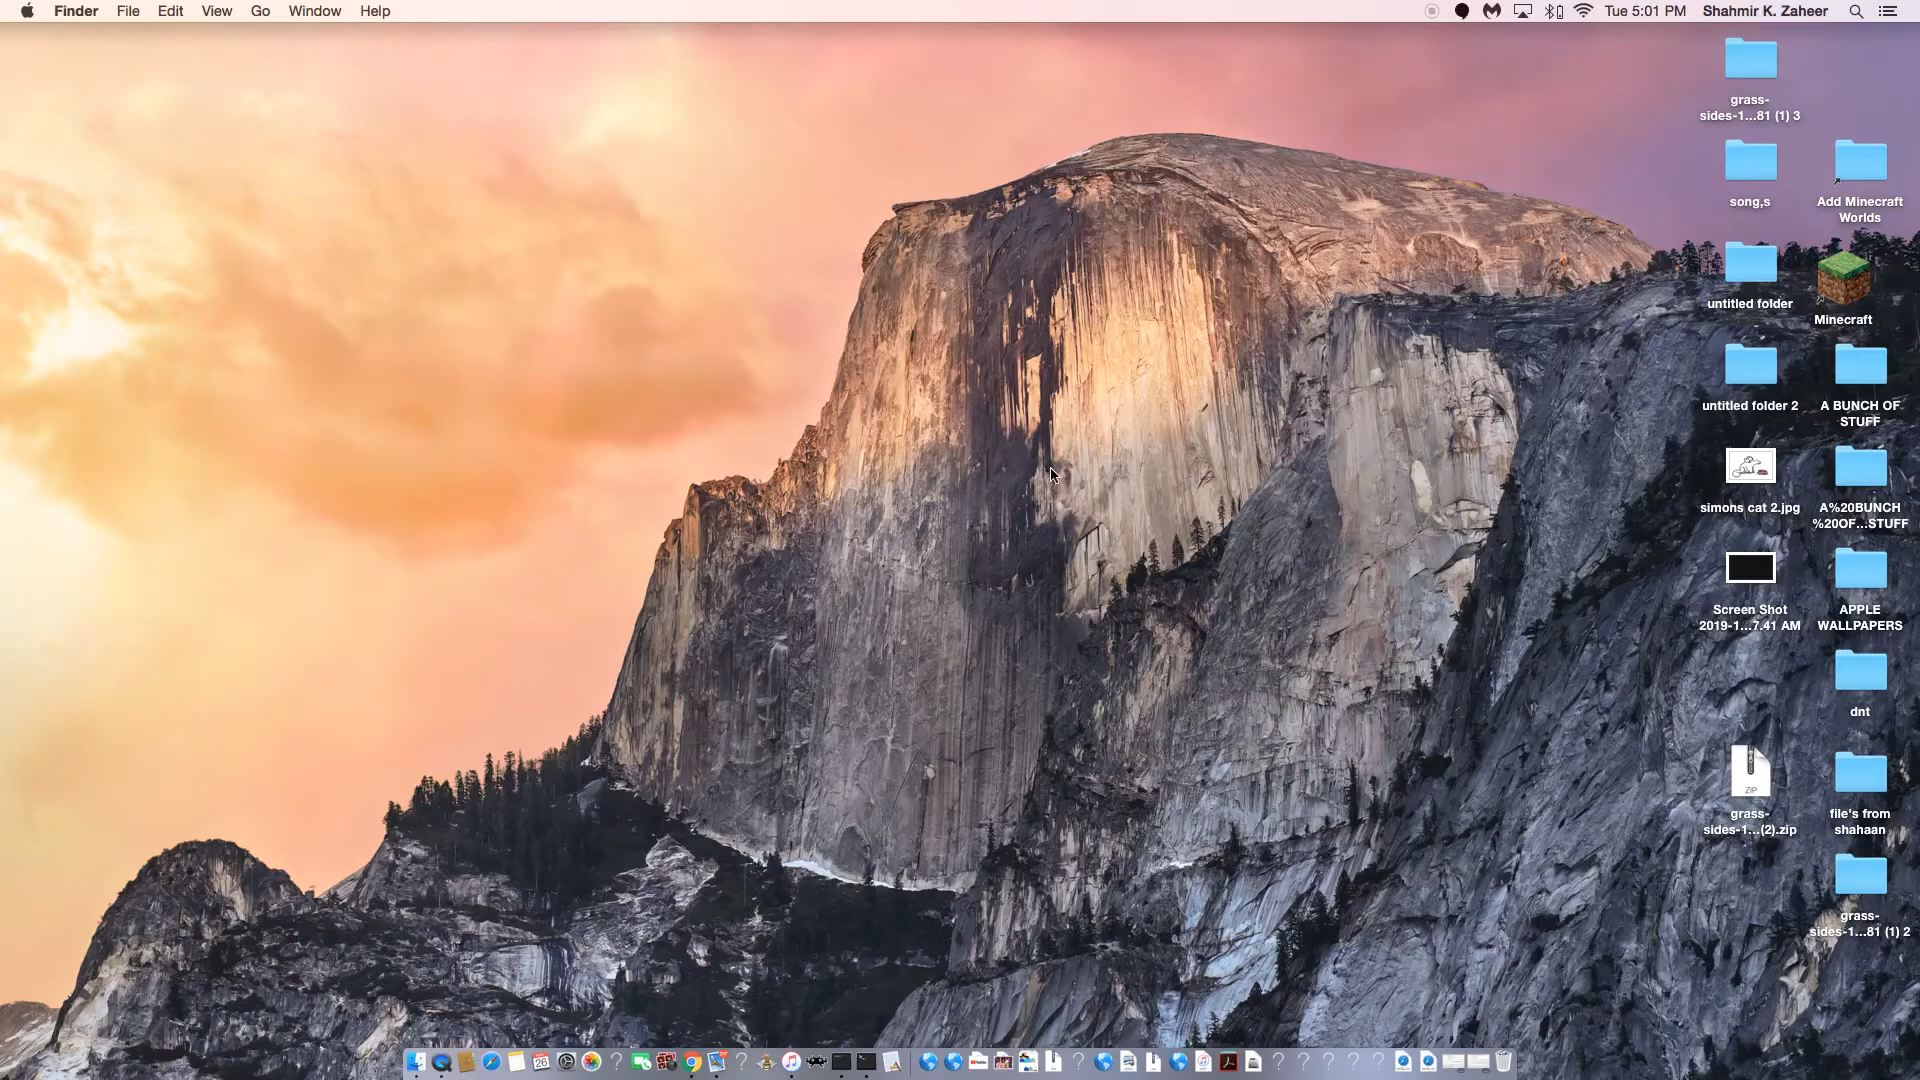 Finder File Edit View Go Window Help
Tue 5:01 PM Shahmir K. Zaheer
grass-
sides-1...81 (1) 3
song,s
Add Minecraft
Worlds
untitled folder
Minecraft
untitled folder 2
A BUNCH OF
STUFF
simons cat 2.jpg
A%20BUNCH
%20OF...STUFF
Screen Shot
2019-1...7.41 AM
APPLE
WALLPAPERS
dnt
ZIP
grass-
sides-1...(2).zip
file's from
shahaan
grass-
sides-1...81 (1) 2
26